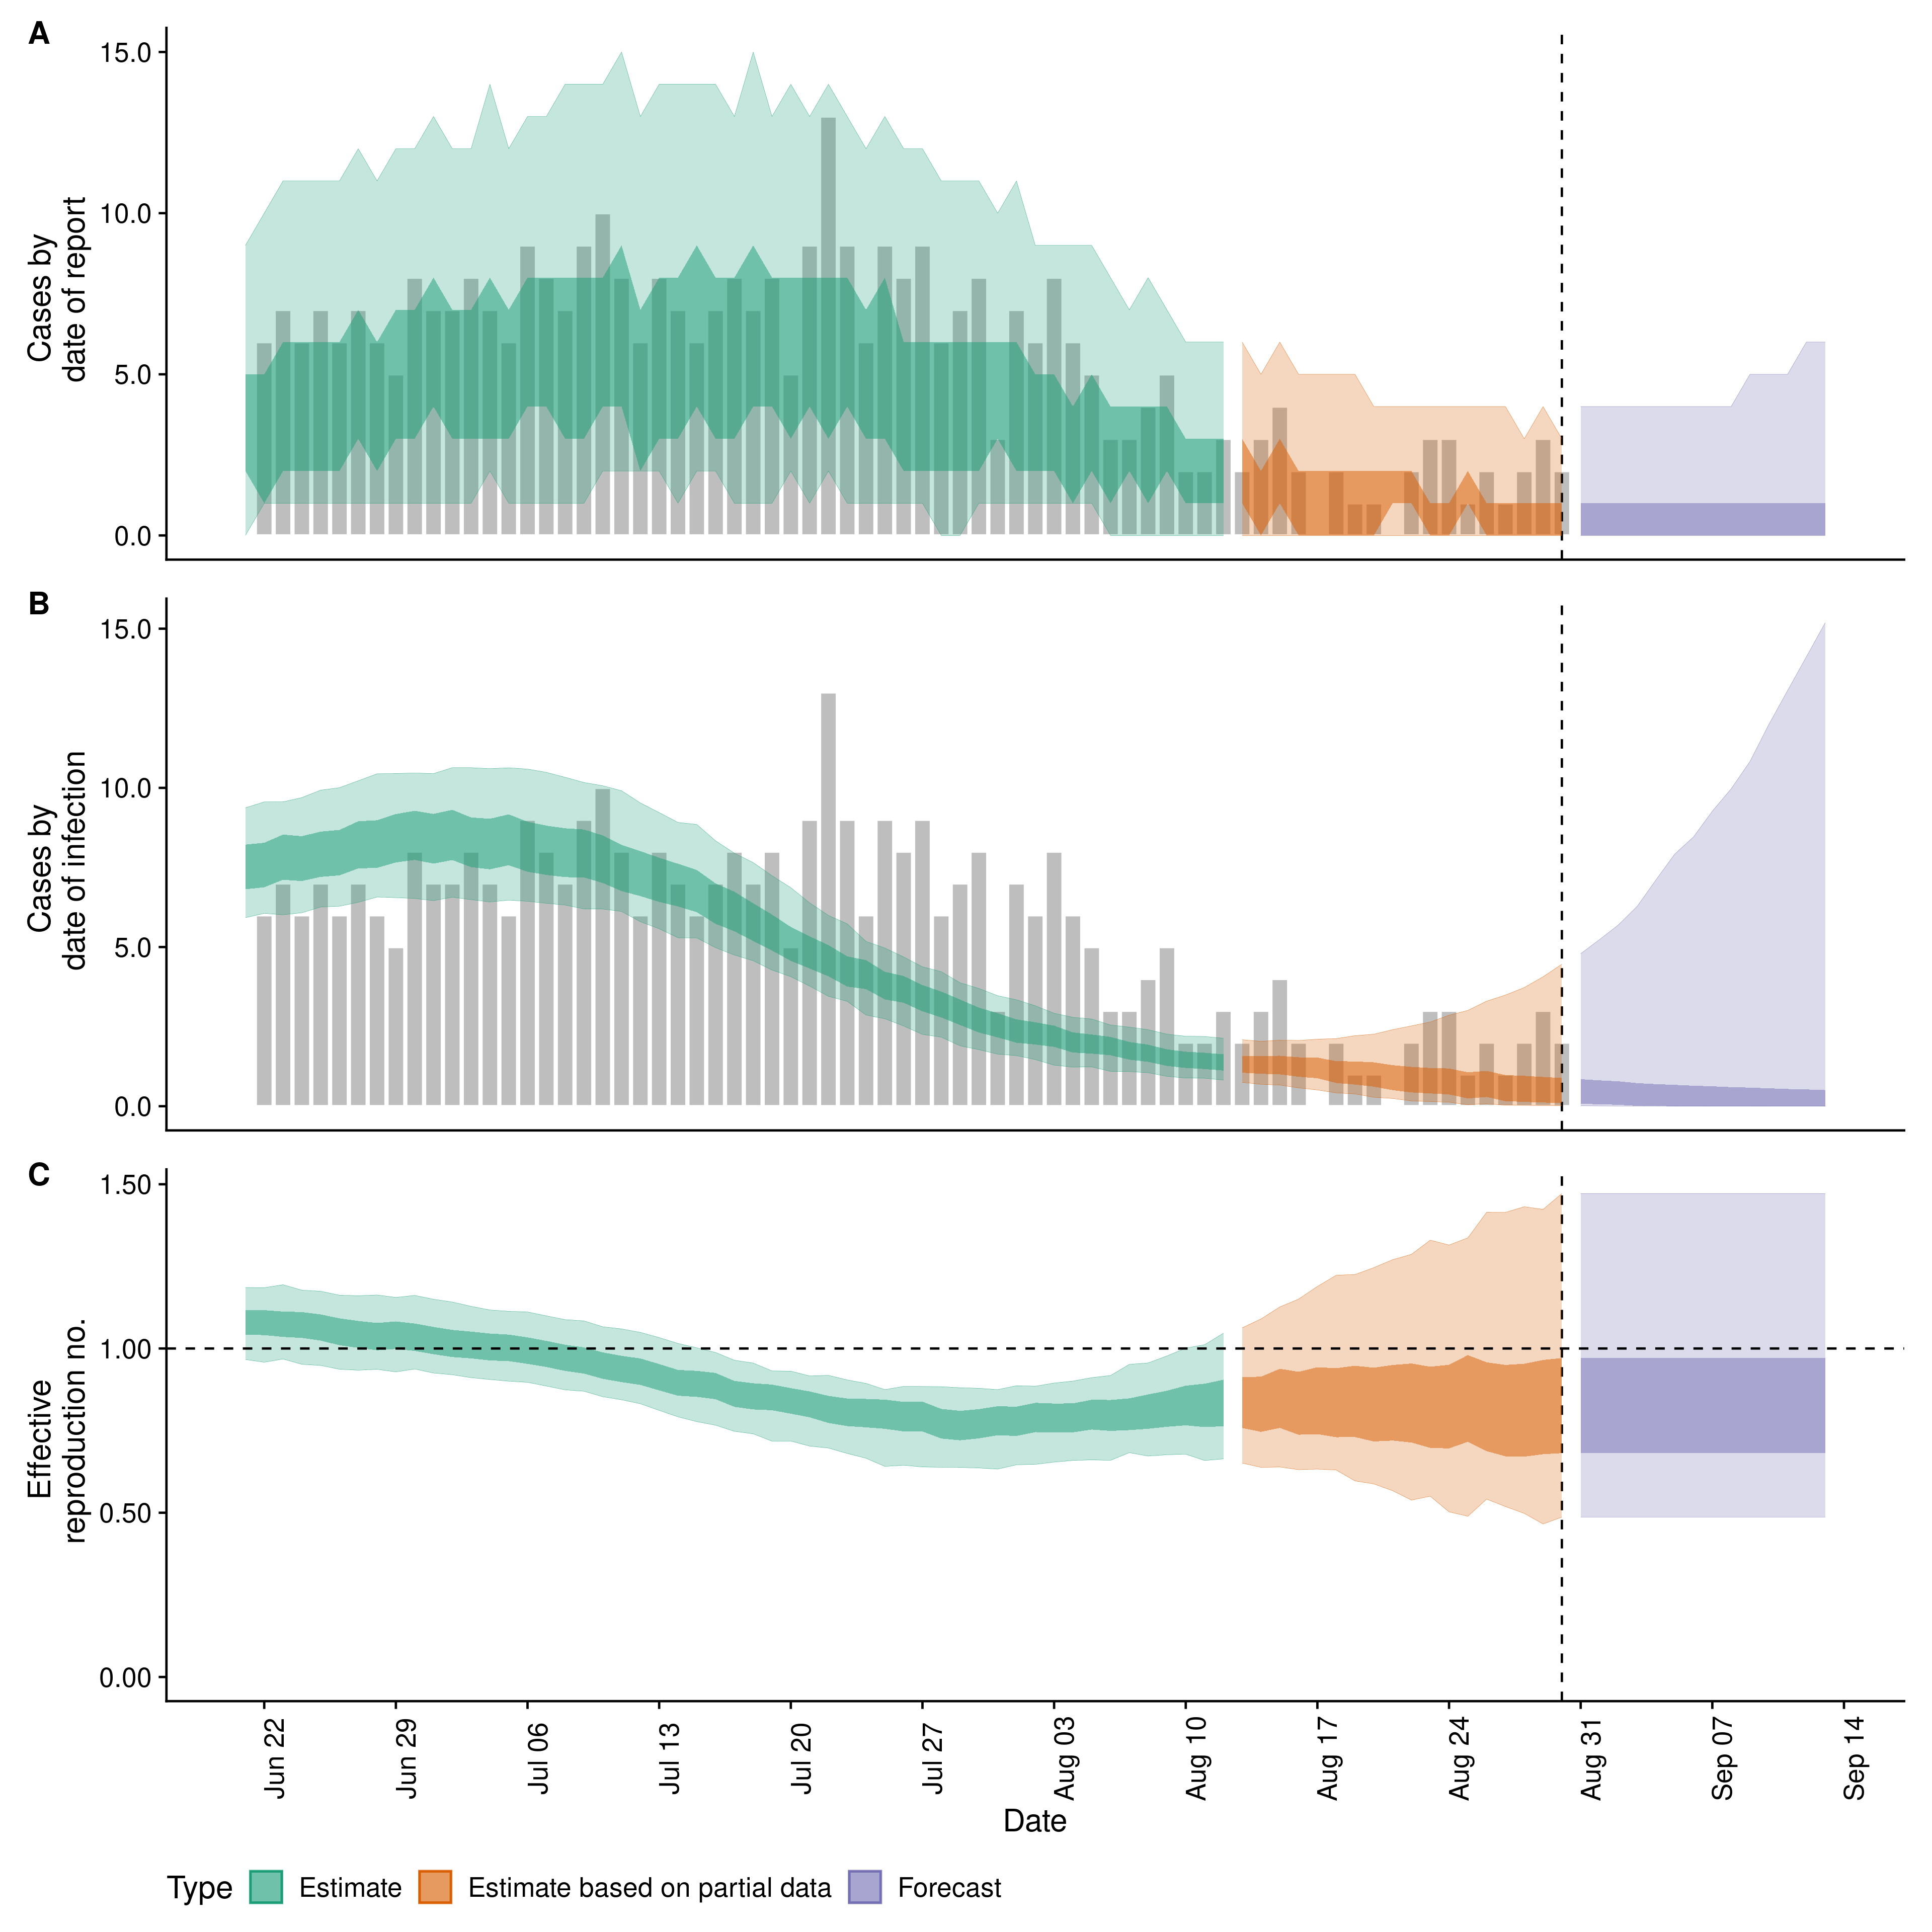 A
Cases by
date of report
15.0
10.0
5.0
0.0
B
Cases by
date of infection
15.0
10.0
5.0
0.0
C
Effective
reproduction no.
1.50
1.00
0.50
0.00
Jun 22
Jun 29
Jul 06
Jul 13
Jul 20
Jul 27
Aug 03
Aug 10
Aug 17
Aug 24
Aug 31
Sep 07
Sep 14
Date
Type Estimate Estimate based on partial data Forecast